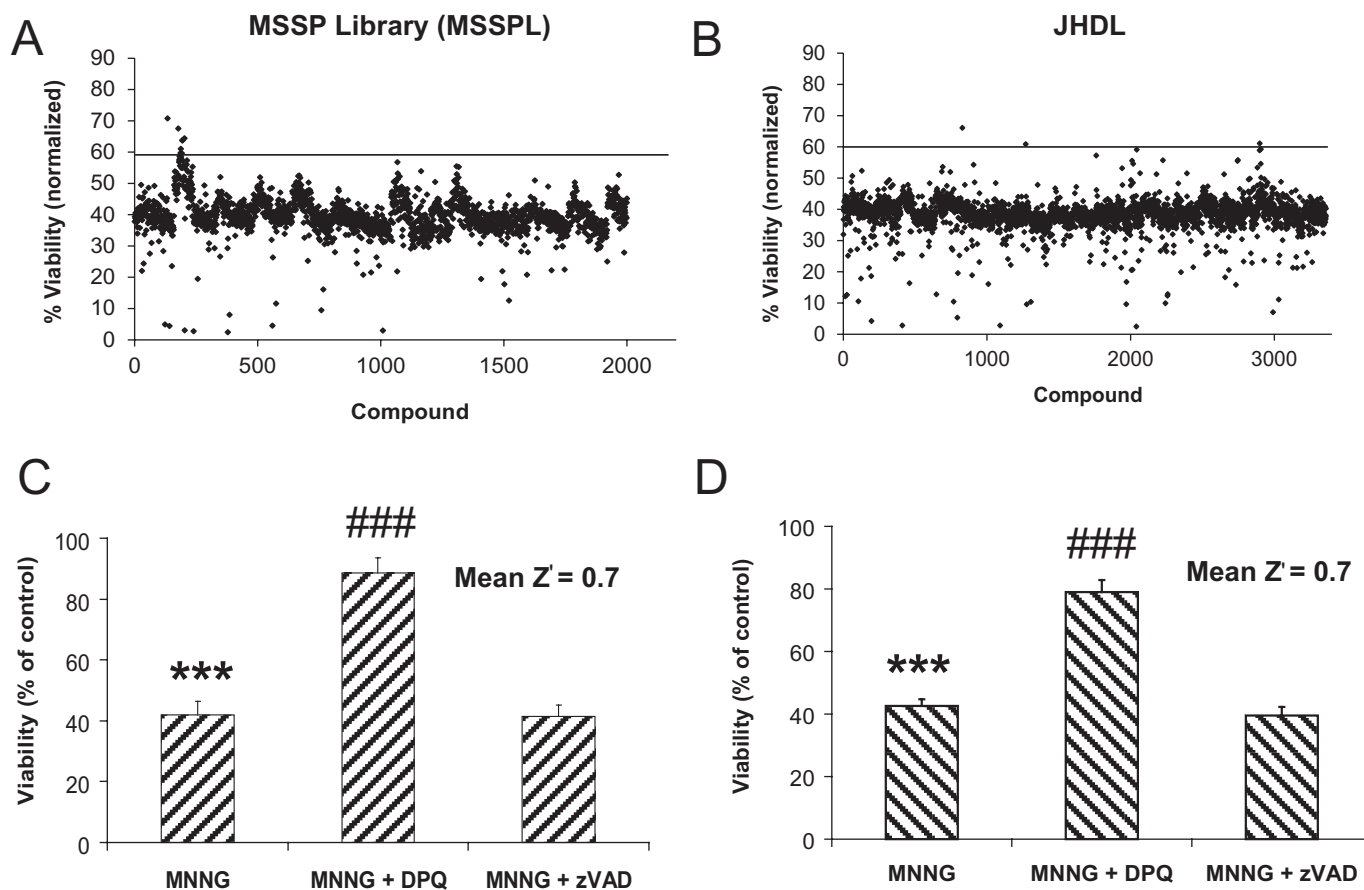 A
MSSP Library (MSSPL)
% Viability (normalized)
90
80
70
60
50
40
30
20
10
0
0 500 1000 1500 2000
Compound
B
JHDL
% Viability (normalized)
90
80
70
60
50
40
30
20
10
0
0 1000 2000 3000
Compound
C
Viability (% of control)
100
80
60
40
20
0
***
###
Mean Z' = 0.7
MNNG MNNG + DPQ MNNG + zVAD
D
Viability (% of control)
100
80
60
40
20
0
***
###
Mean Z' = 0.7
MNNG MNNG + DPQ MNNG + zVAD